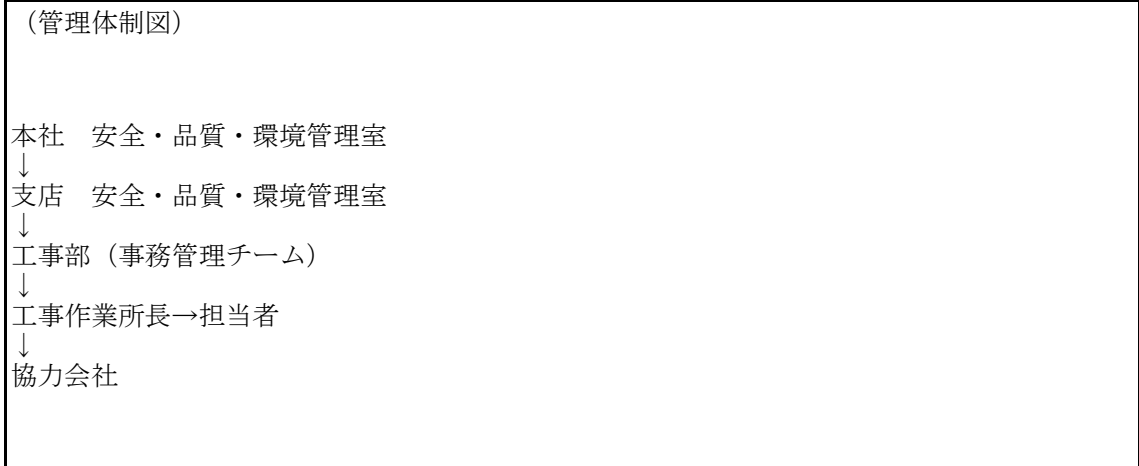 （管理体制図）
本社　安全・品質・環境管理室
↓
支店　安全・品質・環境管理室
↓
工事部（事務管理チーム）
↓
工事作業所長→担当者
↓
協力会社